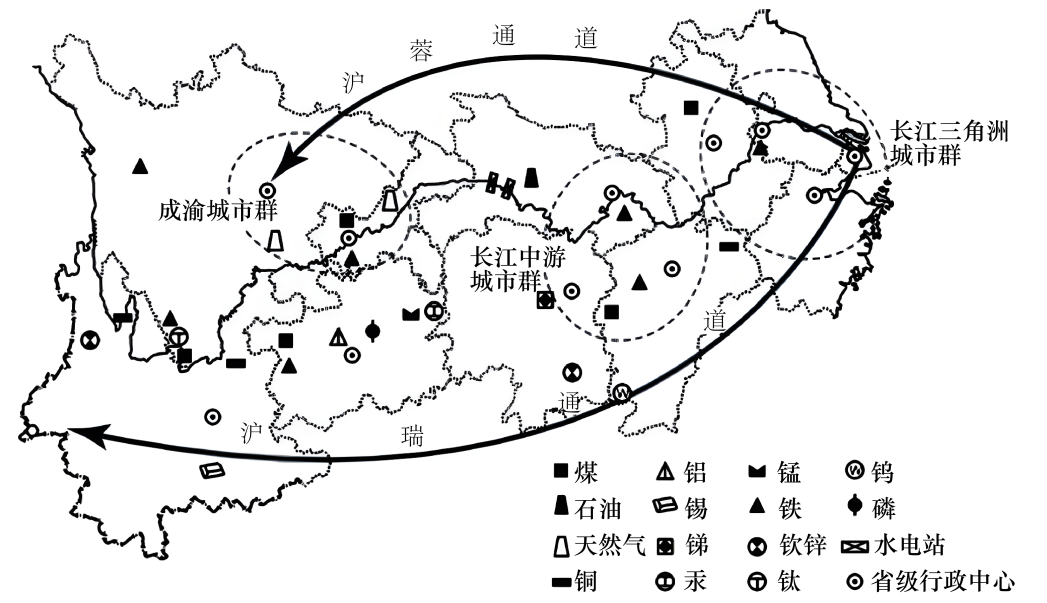 沪蓉通道
长江三角洲
城市群
成渝城市群
长江中游
城市群
沪瑞通道
煤 铝 锰 钨
石油 锡 铁 磷
天然气 锑 钦锌 水电站
铜 汞 钛 省级行政中心